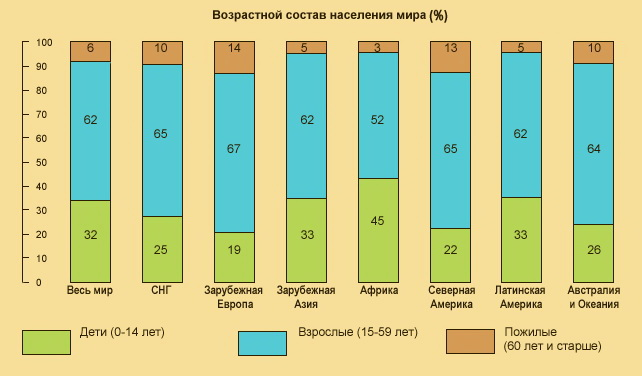 Возрастной состав населения мира (%)
100
90
80
70
60
50
40
30
20
10
0
6 10 14 5 3 13 5 10
62 65 67 62 52 65 62 64
32 25 19 33 45 22 33 26
Весь мир СНГ Зарубежная Зарубежная Африка Северная Латинская Австралия
Европа Азия Америка Америка и Океания
Дети (0-14 лет) Взрослые (15-59 лет) Пожилые
(60 лет и старше)